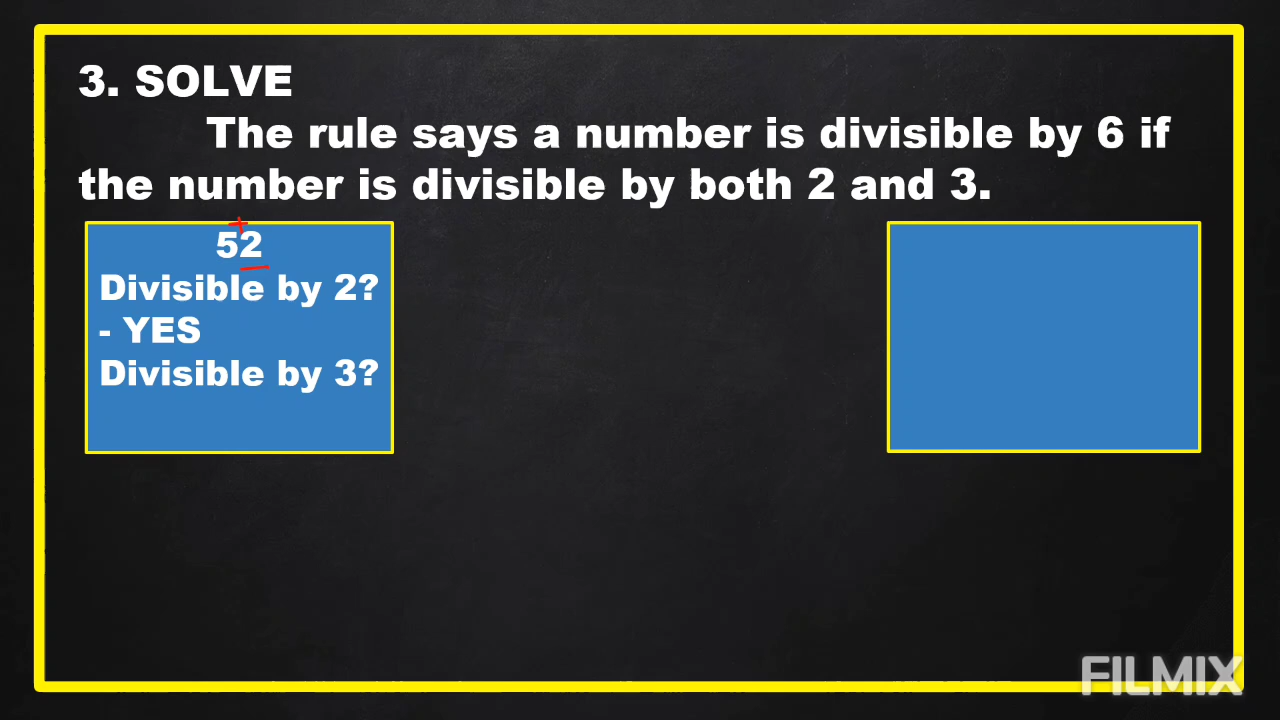 3. SOLVE
The rule says a number is divisible by 6 if
the number is divisible by both 2 and 3.
+
52
Divisible by 2?
- YES
Divisible by 3?
FILMIX